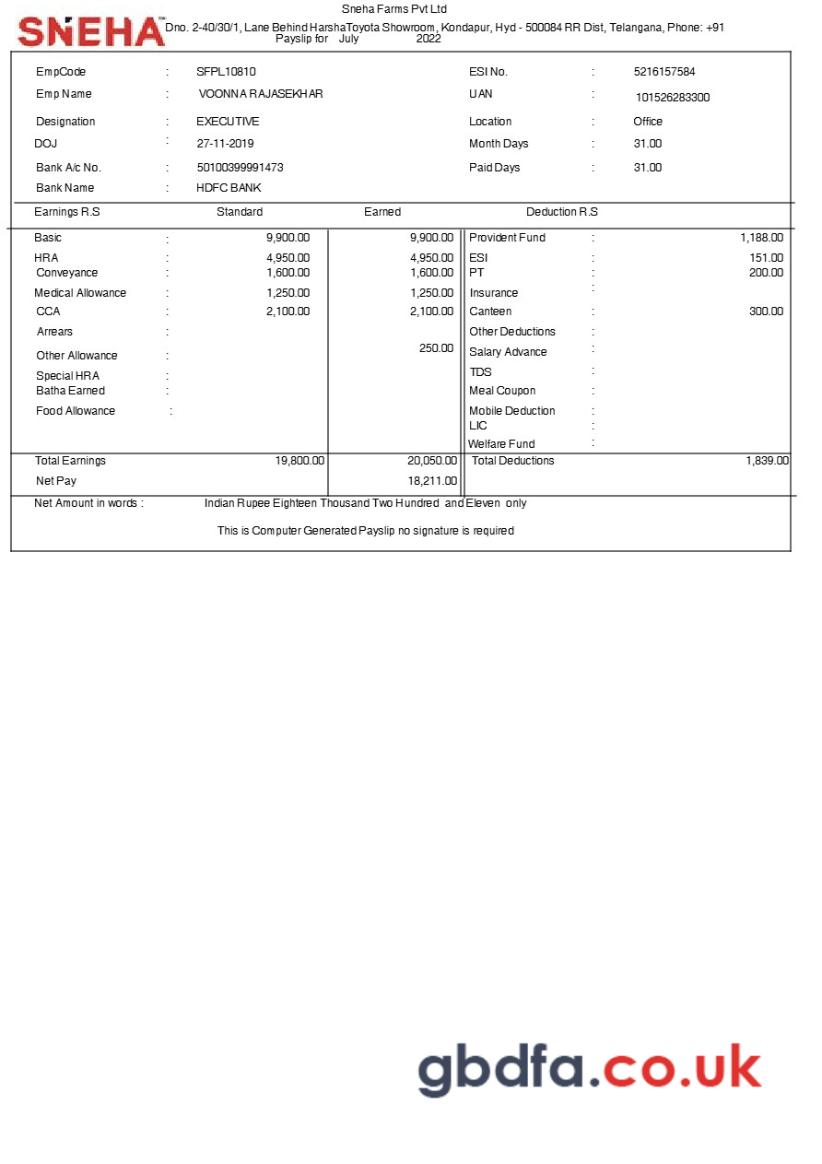 Sneha Farms Pvt Ltd
SNEHA Dno. 2-40/30/1, Lane Behind HarshaToyota Showroom, Kondapur, Hyd - 500084 RR Dist, Telangana, Phone: +91
Payslip for July 2022
EmpCode : SFPL10810 ESI No. : 5216157584
Emp Name : VOONNA RAJASEKHAR UAN : 101526283300
Designation : EXECUTIVE Location : Office
DOJ : 27-11-2019 Month Days : 31.00
Bank A/c No. : 50100399991473 Paid Days : 31.00
Bank Name : HDFC BANK
Earnings R.S Standard Earned Deduction R.S
Basic : 9,900.00 9,900.00 Provident Fund : 1,188.00
HRA : 4,950.00 4,950.00 ESI : 151.00
Conveyance : 1,600.00 1,600.00 PT : 200.00
Medical Allowance : 1,250.00 1,250.00 Insurance :
CCA : 2,100.00 2,100.00 Canteen : 300.00
Arrears : Other Deductions :
Other Allowance : 250.00 Salary Advance :
Special HRA : TDS :
Batha Earned : Meal Coupon :
Food Allowance : Mobile Deduction :
LIC :
Welfare Fund :
Total Earnings 19,800.00 20,050.00 Total Deductions 1,839.00
Net Pay 18,211.00
Net Amount in words : Indian Rupee Eighteen Thousand Two Hundred and Eleven only
This is Computer Generated Payslip no signature is required
gbdfa.co.uk